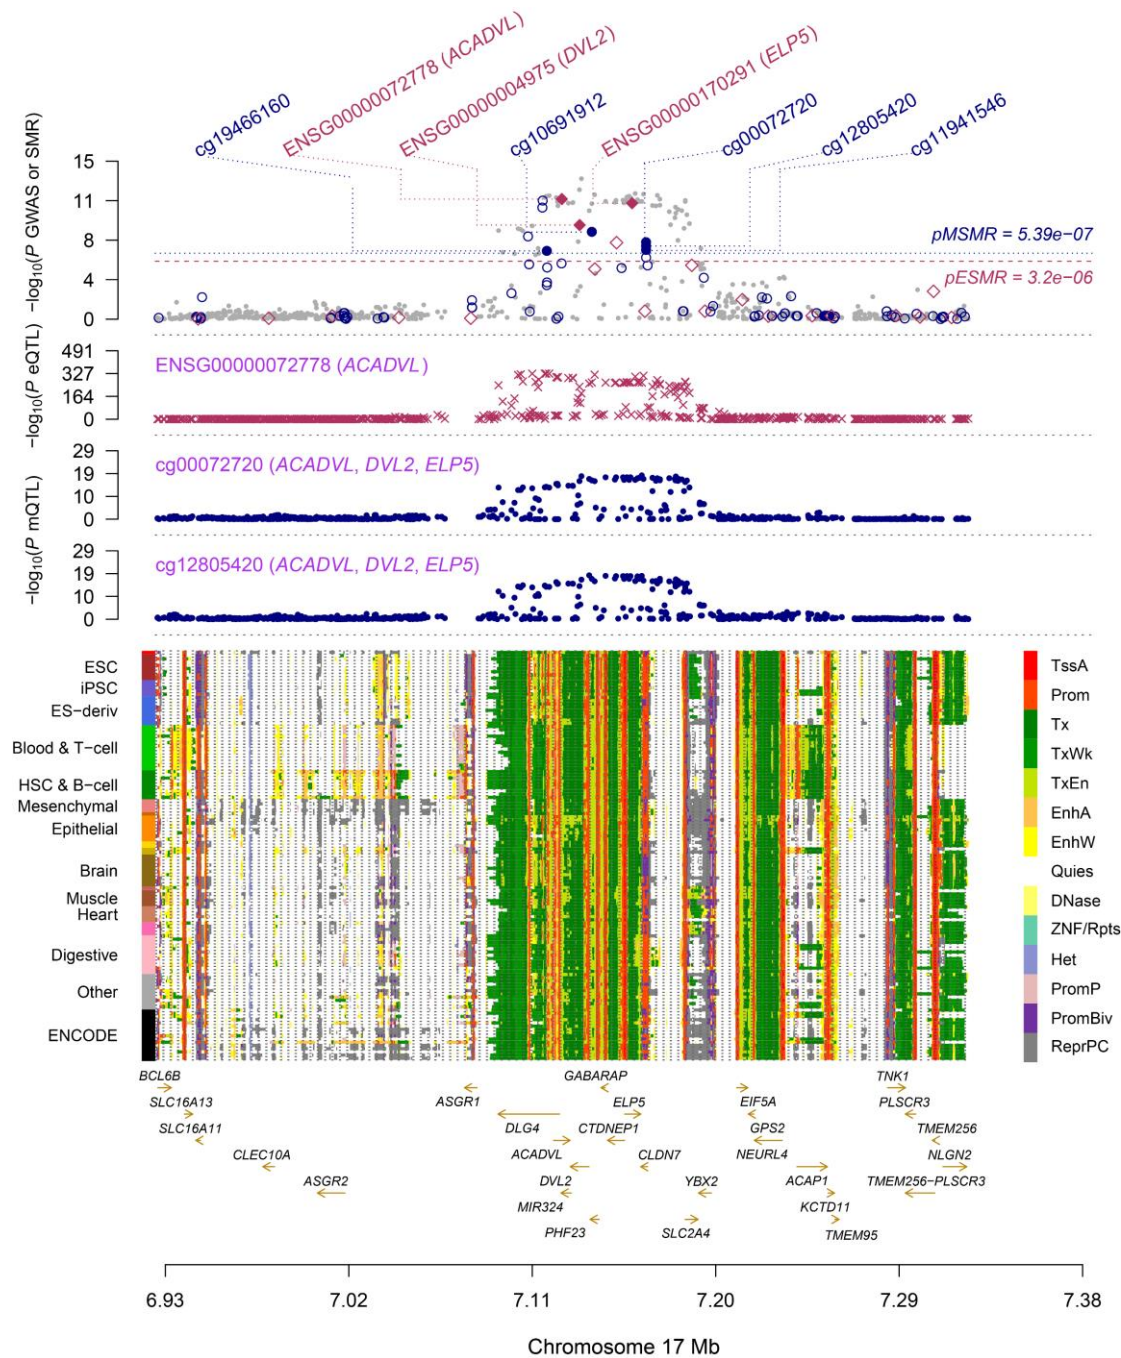 cg19466160
ENSG00000072778 (ACADVL)
ENSG00000004975 (DVL2)
cg10691912
ENSG00000170291 (ELP5)
cg00072720
cg12805420
cg11941546
−log10(P GWAS or SMR)
15
11
8
4
0
pMSMR = 5.39e−07
pESMR = 3.2e−06
−log10(P eQTL)
491
327
164
0
ENSG00000072778 (ACADVL)
−log10(P mQTL)
29
19
10
0
cg00072720 (ACADVL, DVL2, ELP5)
29
19
10
0
cg12805420 (ACADVL, DVL2, ELP5)
ESC
iPSC
ES−deriv
Blood & T−cell
HSC & B−cell
Mesenchymal
Epithelial
Brain
Muscle
Heart
Digestive
Other
ENCODE
TssA
Prom
Tx
TxWk
TxEn
EnhA
EnhW
Quies
DNase
ZNF/Rpts
Het
PromP
PromBiv
ReprPC
BCL6B GABARAP TNK1
SLC16A13 ASGR1 ELP5 EIF5A PLSCR3
SLC16A11 DLG4 CTDNEP1 GPS2 TMEM256
CLEC10A ACADVL CLDN7 NEURL4 NLGN2
ASGR2 DVL2 YBX2 ACAP1 TMEM256−PLSCR3
MIR324 KCTD11
PHF23 SLC2A4 TMEM95
6.93 7.02 7.11 7.20 7.29 7.38
Chromosome 17 Mb